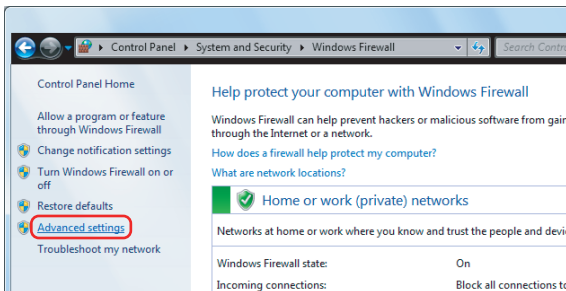 Control Panel System and Security Windows Firewall Search Contr
Control Panel Home
Allow a program or feature
through Windows Firewall
Change notification settings
Turn Windows Firewall on or
off
Restore defaults
Advanced settings
Troubleshoot my network
Help protect your computer with Windows Firewall
Windows Firewall can help prevent hackers or malicious software from gain
through the Internet or a network.
How does a firewall help protect my computer?
What are network locations?
Home or work (private) networks
Networks at home or work where you know and trust the people and devi
Windows Firewall state: On
Incoming connections: Block all connections to